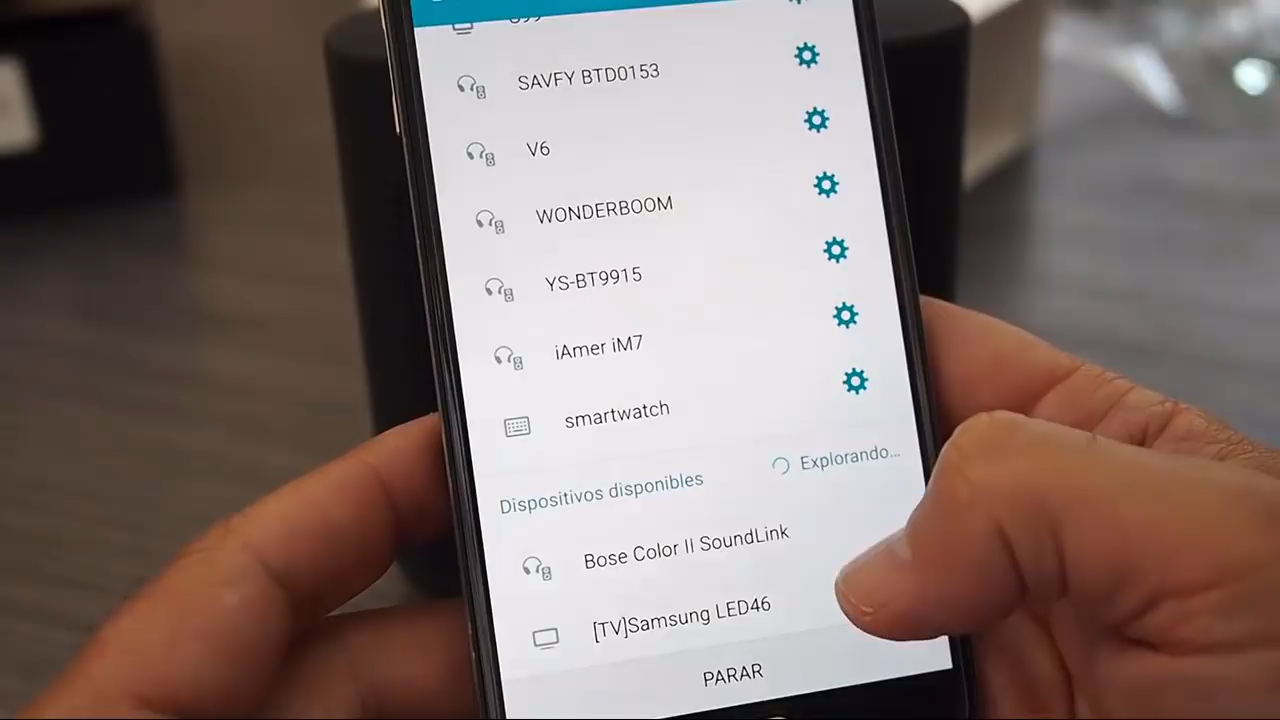 SAVFY BTD0153
V6
WONDERBOOM
YS-BT9915
iAmer iM7
smartwatch
Dispositivos disponibles
Explorando...
Bose Color II SoundLink
[TV]Samsung LED46
PARAR